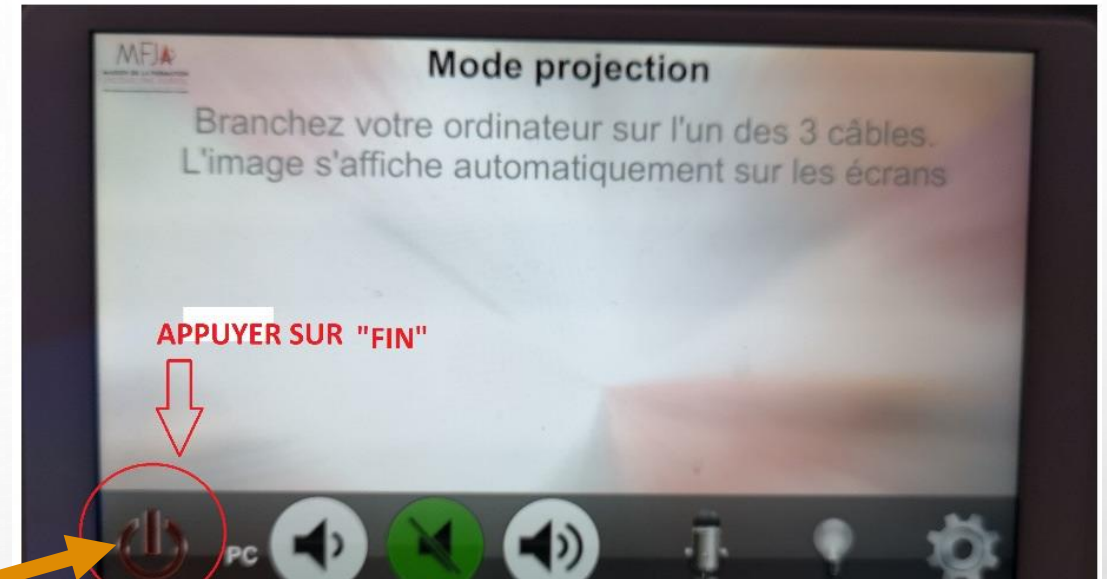 MFJA
Mode projection
Branchez votre ordinateur sur l'un des 3 câbles.
L'image s'affiche automatiquement sur les écrans
APPUYER SUR "FIN"
PC